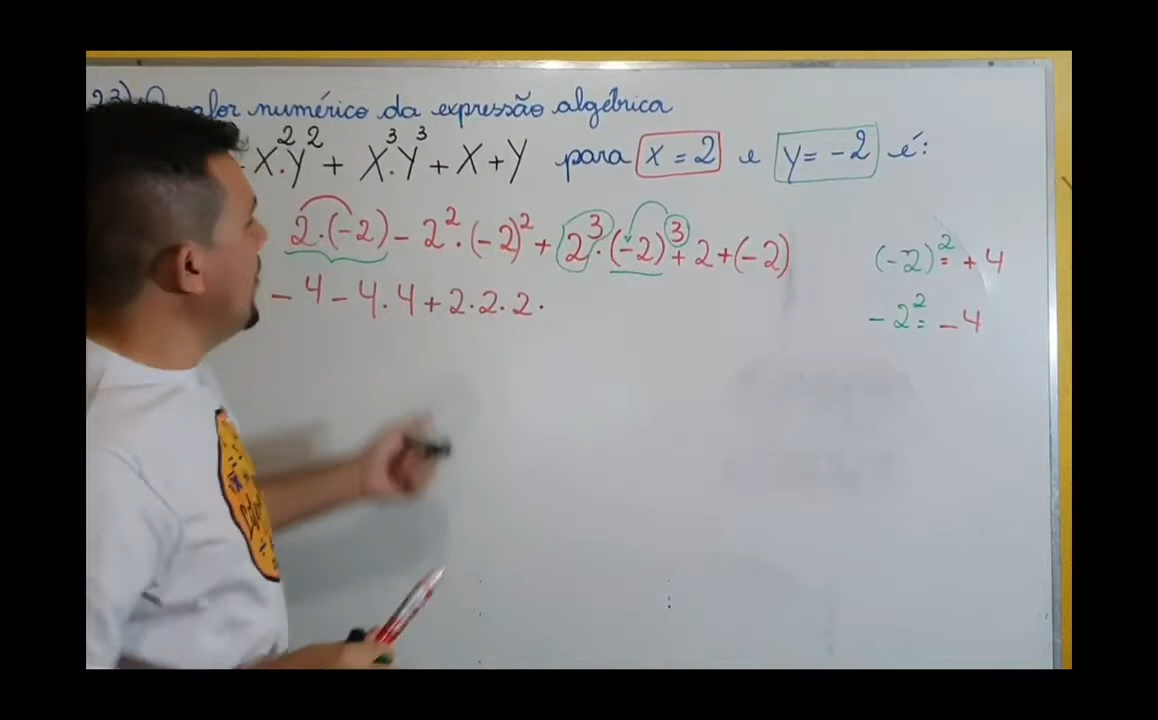 23) O valor numérico da expressão algébrica
- X².Y² + X³.Y³ + X + Y para x = 2 e y = -2 é:
2.(-2) - 2².(-2)² + 2³.(-2)³ + 2 + (-2)
- 4 - 4.4 + 2.2.2.
(-2)² = + 4
- 2² = - 4